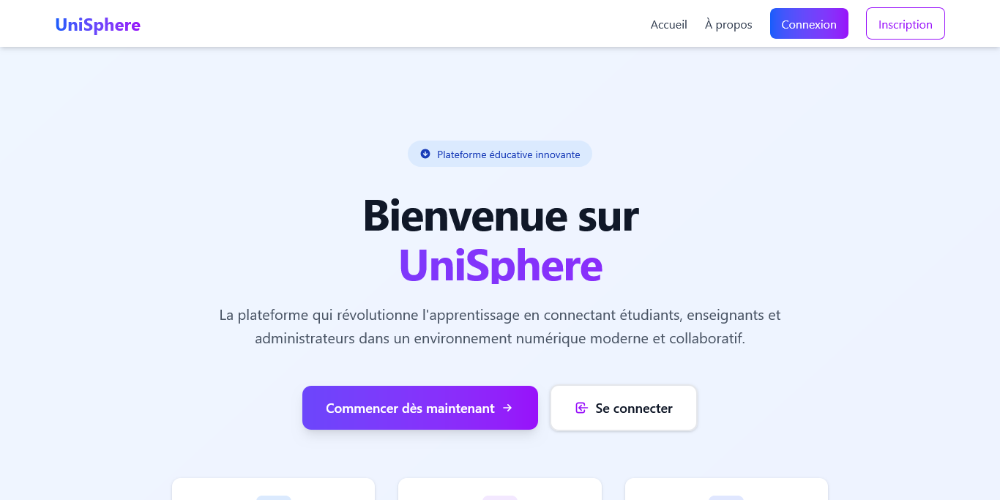 UniSphere
Accueil
À propos
Connexion
Inscription
Plateforme éducative innovante
Bienvenue sur
UniSphere
La plateforme qui révolutionne l'apprentissage en connectant étudiants, enseignants et
administrateurs dans un environnement numérique moderne et collaboratif.
Commencer dès maintenant
Se connecter